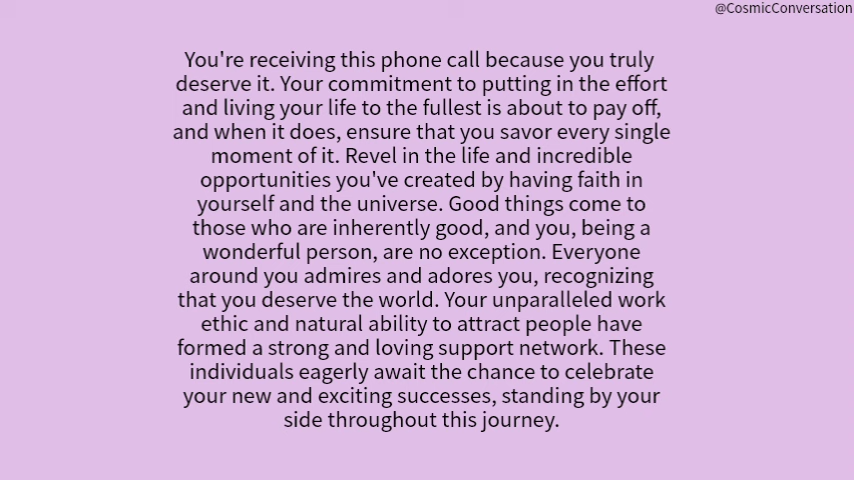 @CosmicConversation
You're receiving this phone call because you truly
deserve it. Your commitment to putting in the effort
and living your life to the fullest is about to pay off,
and when it does, ensure that you savor every single
moment of it. Revel in the life and incredible
opportunities you've created by having faith in
yourself and the universe. Good things come to
those who are inherently good, and you, being a
wonderful person, are no exception. Everyone
around you admires and adores you, recognizing
that you deserve the world. Your unparalleled work
ethic and natural ability to attract people have
formed a strong and loving support network. These
individuals eagerly await the chance to celebrate
your new and exciting successes, standing by your
side throughout this journey.